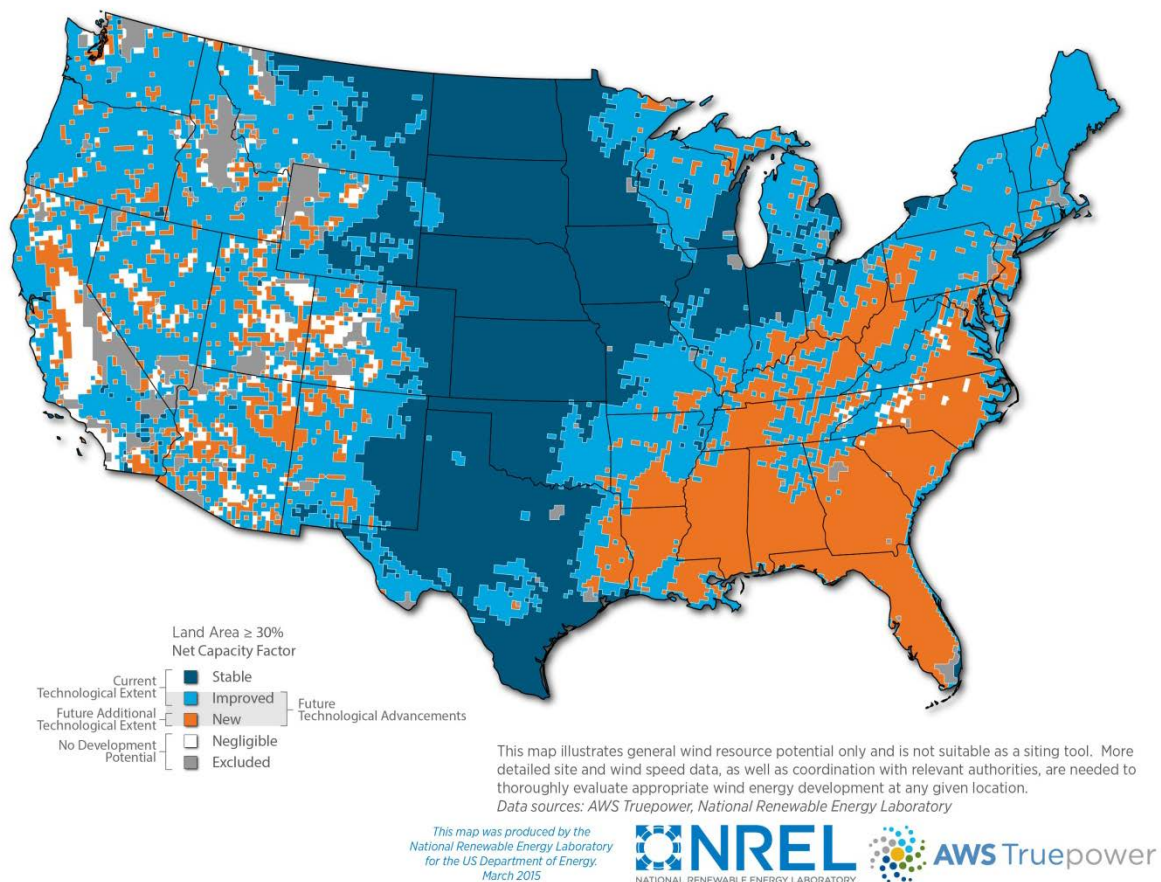 Land Area ≥ 30%
Net Capacity Factor
Current
Technological Extent
Future Additional
Technological Extent
No Development
Potential
Stable
Improved
New
Negligible
Excluded
Future
Technological Advancements
This map illustrates general wind resource potential only and is not suitable as a siting tool. More
detailed site and wind speed data, as well as coordination with relevant authorities, are needed to
thoroughly evaluate appropriate wind energy development at any given location.
Data sources: AWS Truepower, National Renewable Energy Laboratory
This map was produced by the
National Renewable Energy Laboratory
for the US Department of Energy.
March 2015
NREL
NATIONAL RENEWABLE ENERGY LABORATORY
AWS Truepower